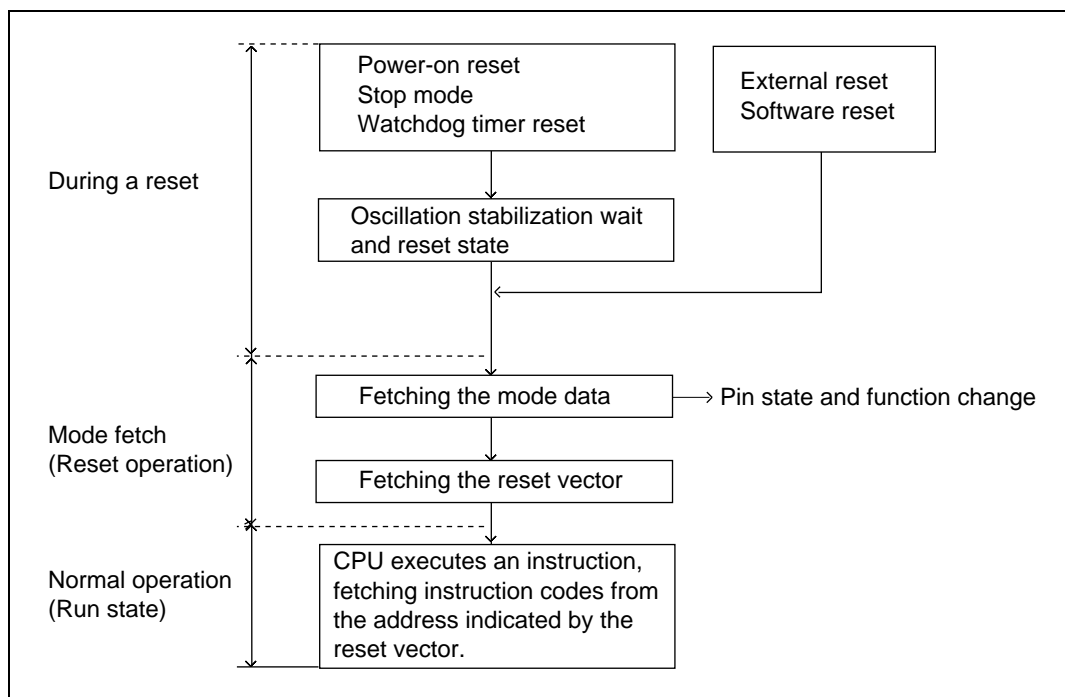 Power-on reset
Stop mode
Watchdog timer reset
External reset
Software reset
During a reset
Oscillation stabilization wait
and reset state
Fetching the mode data
Pin state and function change
Mode fetch
(Reset operation)
Fetching the reset vector
Normal operation
(Run state)
CPU executes an instruction,
fetching instruction codes from
the address indicated by the
reset vector.